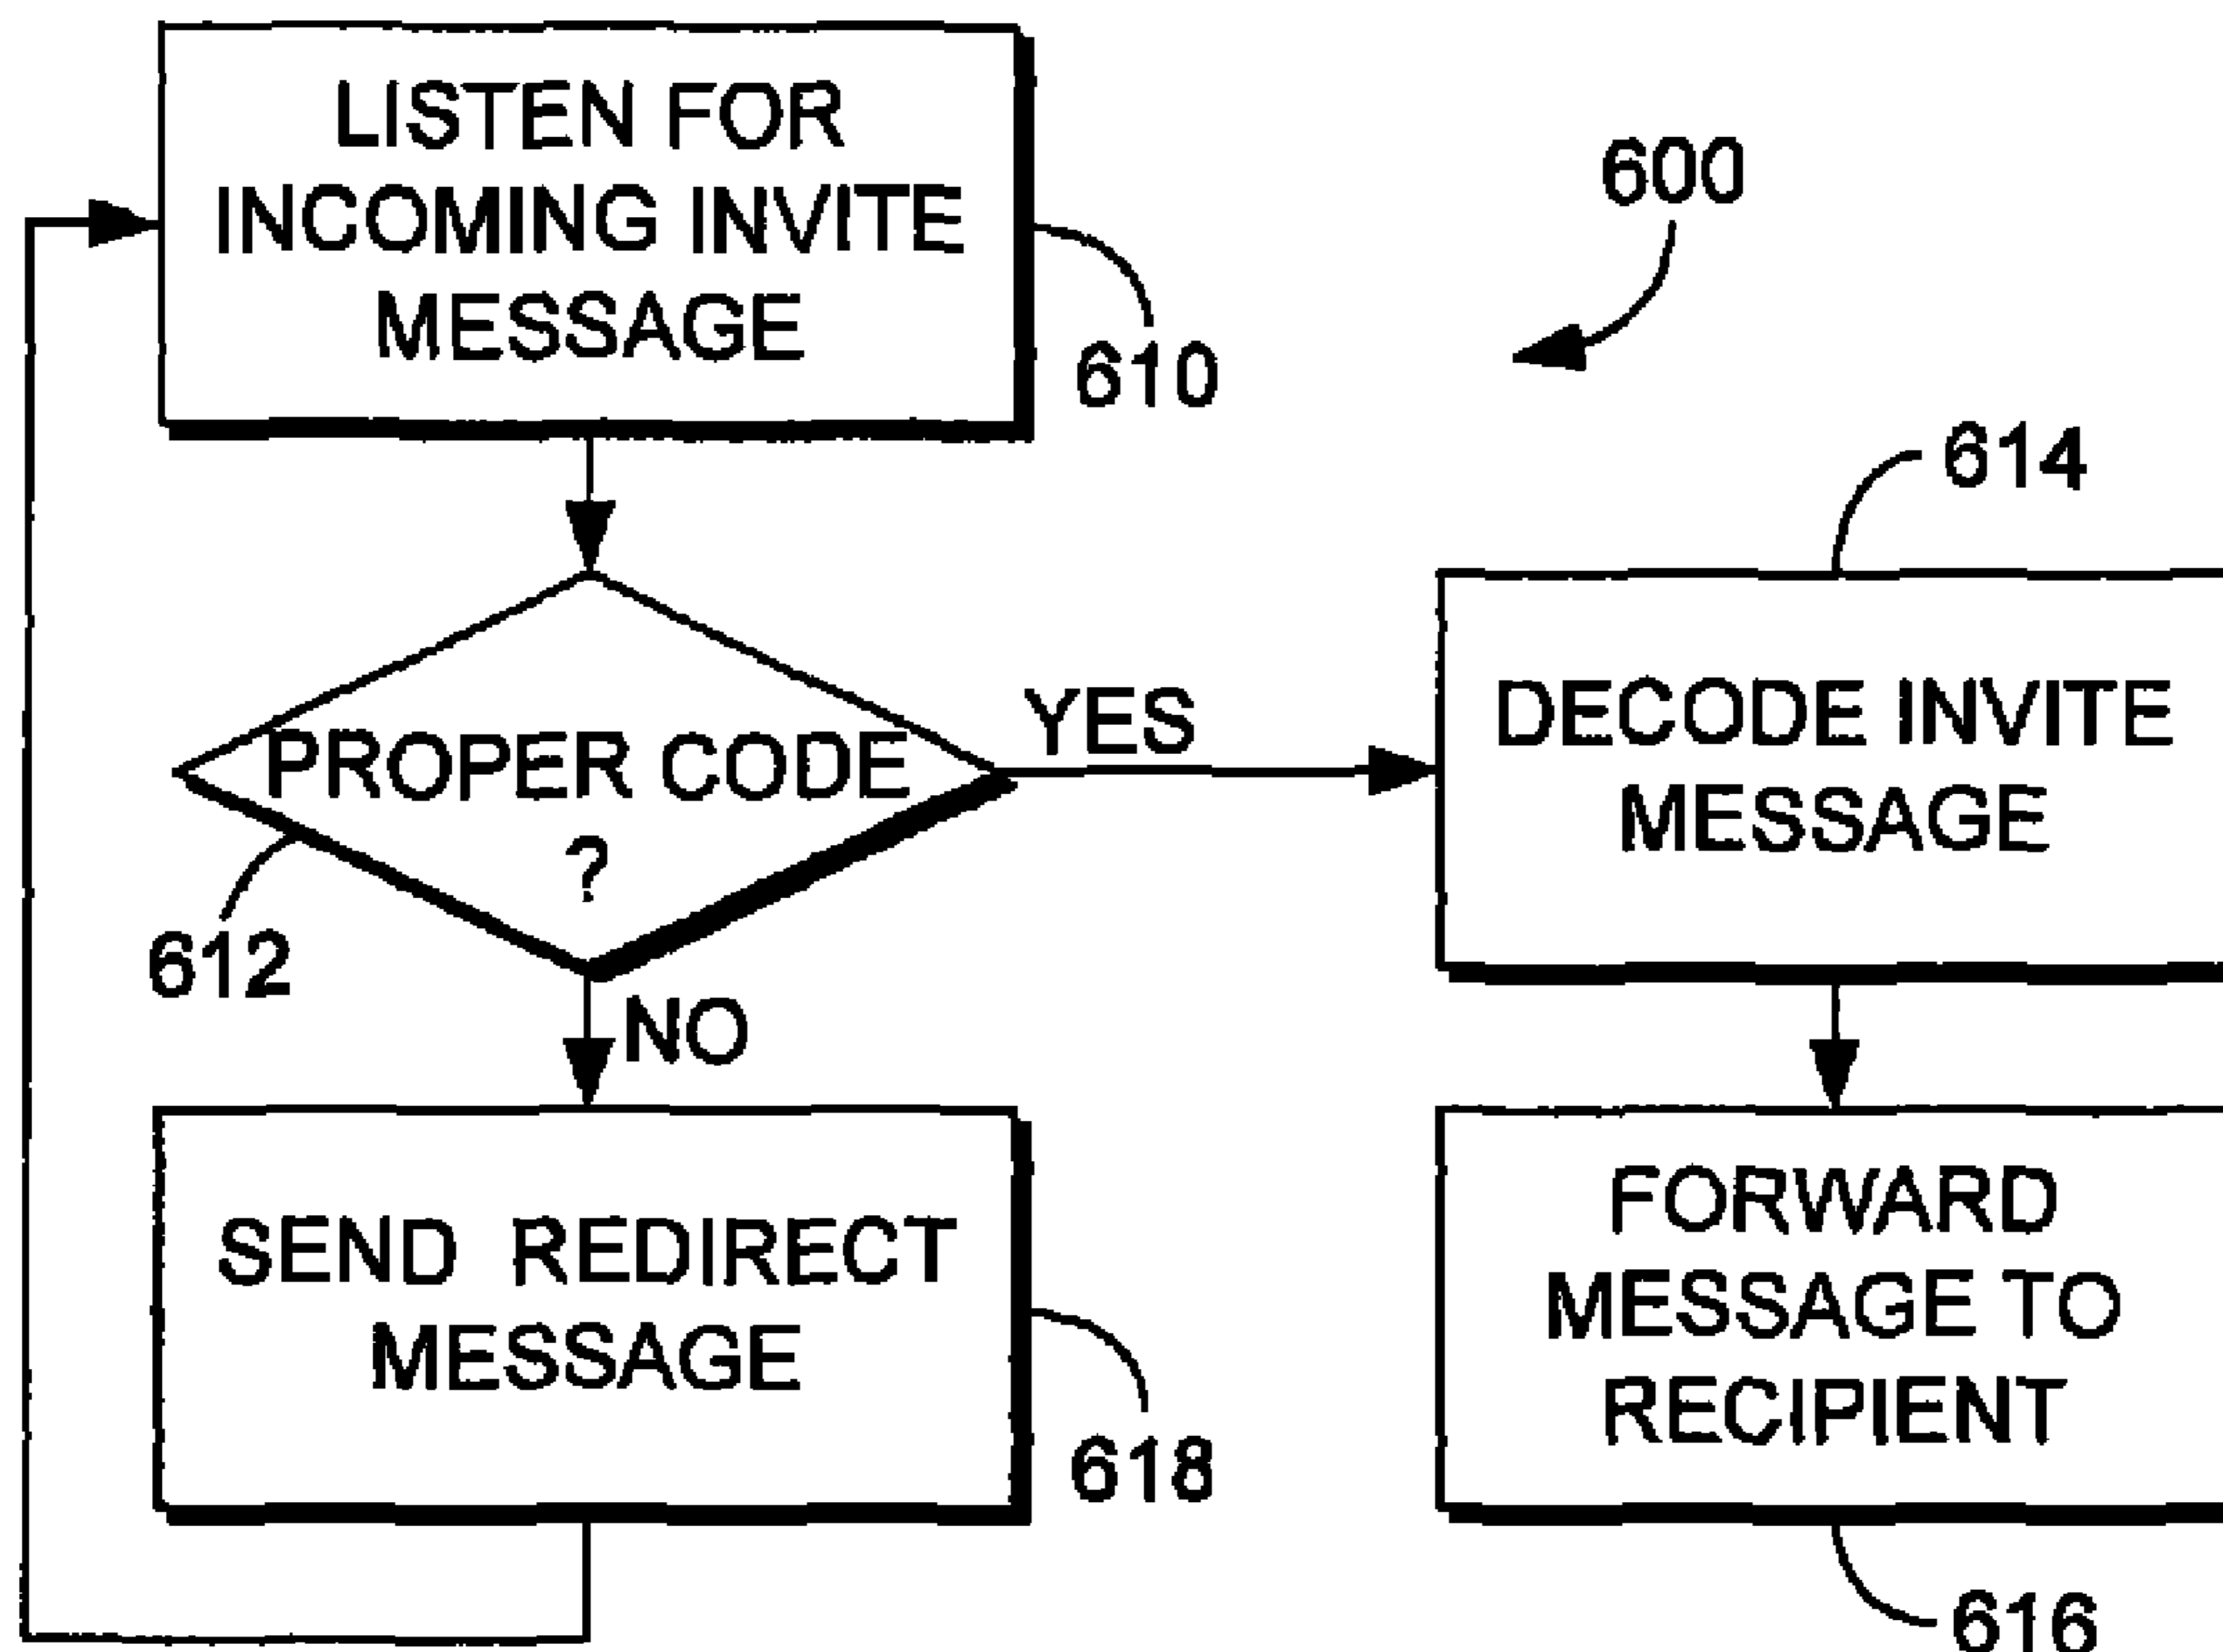 LISTEN FOR
INCOMING INVITE
MESSAGE
610
600
PROPER CODE
?
612
YES
NO
614
DECODE INVITE
MESSAGE
SEND REDIRECT
MESSAGE
618
FORWARD
MESSAGE TO
RECIPIENT
616